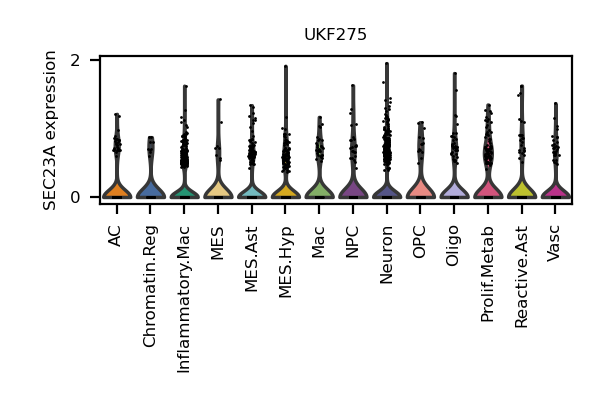 UKF275
SEC23A expression
2
0
AC
Chromatin.Reg
Inflammatory.Mac
MES
MES.Ast
MES.Hyp
Mac
NPC
Neuron
OPC
Oligo
Prolif.Metab
Reactive.Ast
Vasc